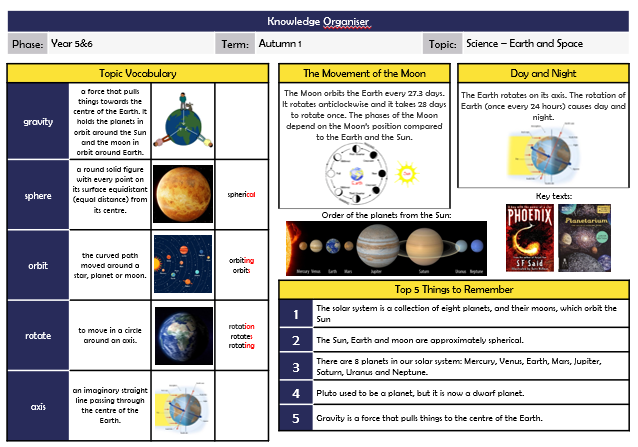 Knowledge Organiser
Phase: Year 5&6 Term: Autumn 1 Topic: Science – Earth and Space
Topic Vocabulary
gravity
a force that pulls
things towards the
centre of the Earth. It
holds the planets in
orbit around the Sun
and the moon in
orbit around Earth.
sphere
a round solid figure
with every point on
its surface equidistant
(equal distance) from
its centre.
spherical
orbit
the curved path
moved around a
star, planet or moon.
orbiting
orbits
rotate
to move in a circle
around an axis.
rotation
rotates
rotating
axis
an imaginary straight
line passing through
the centre of the
Earth.
The Movement of the Moon
The Moon orbits the Earth every 27.3 days.
It rotates anticlockwise and it takes 28 days
to rotate once. The phases of the Moon
depend on the Moon's position compared
to the Earth and the Sun.
Earth
Sun
Day and Night
The Earth rotates on its axis. The rotation of
Earth (once every 24 hours) causes day and
night.
Order of the planets from the Sun:
Mercury Venus Earth Mars Jupiter Saturn Uranus Neptune
Key texts:
PHOENIX
SF SAID
Planetarium
Top 5 Things to Remember
1 The solar system is a collection of eight planets, and their moons, which orbit the
Sun
2 The Sun, Earth and moon are approximately spherical.
3 There are 8 planets in our solar system: Mercury, Venus, Earth, Mars, Jupiter,
Saturn, Uranus and Neptune.
4 Pluto used to be a planet, but it is now a dwarf planet.
5 Gravity is a force that pulls things to the centre of the Earth.